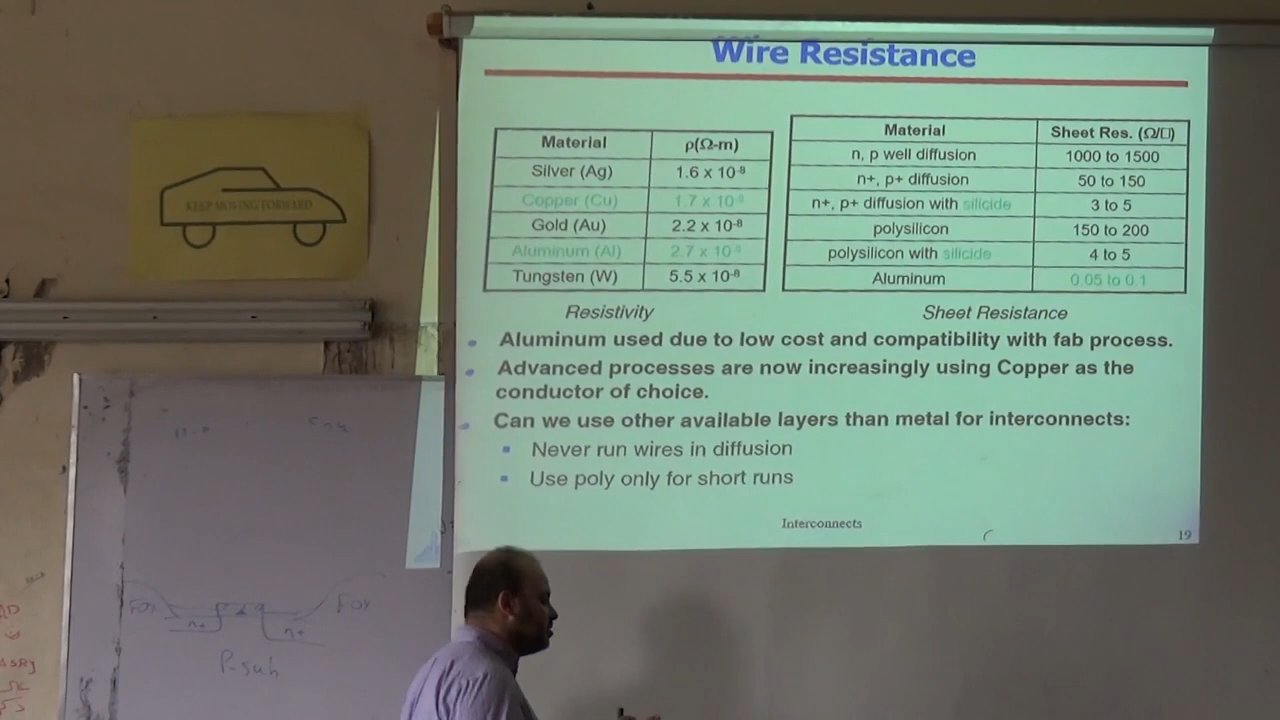 Wire Resistance
KEEP MOVING FORWARD
Material ρ(Ω-m)
Silver (Ag) 1.6 x 10⁻⁸
Copper (Cu) 1.7 x 10⁻⁸
Gold (Au) 2.2 x 10⁻⁸
Aluminum (Al) 2.7 x 10⁻⁸
Tungsten (W) 5.5 x 10⁻⁸
Resistivity
Material Sheet Res. (Ω/□)
n, p well diffusion 1000 to 1500
n+, p+ diffusion 50 to 150
n+, p+ diffusion with silicide 3 to 5
polysilicon 150 to 200
polysilicon with silicide 4 to 5
Aluminum 0.05 to 0.1
Sheet Resistance
• Aluminum used due to low cost and compatibility with fab process.
• Advanced processes are now increasingly using Copper as the
conductor of choice.
• Can we use other available layers than metal for interconnects:
▪ Never run wires in diffusion
▪ Use poly only for short runs
Interconnects
19
FOX FOX
n+ n+
P-sub